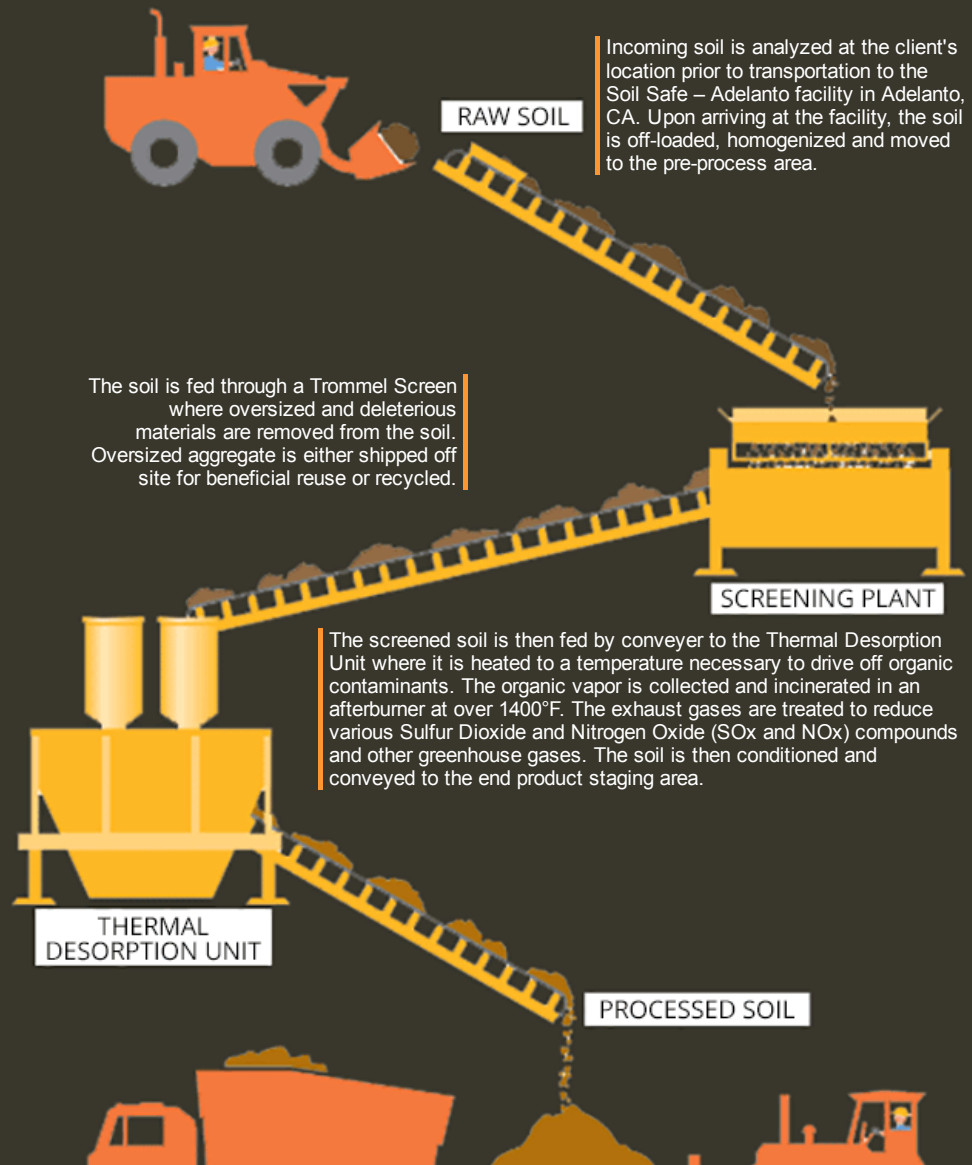 RAW SOIL
Incoming soil is analyzed at the client's
location prior to transportation to the
Soil Safe – Adelanto facility in Adelanto,
CA. Upon arriving at the facility, the soil
is off-loaded, homogenized and moved
to the pre-process area.
The soil is fed through a Trommel Screen
where oversized and deleterious
materials are removed from the soil.
Oversized aggregate is either shipped off
site for beneficial reuse or recycled.
SCREENING PLANT
The screened soil is then fed by conveyer to the Thermal Desorption
Unit where it is heated to a temperature necessary to drive off organic
contaminants. The organic vapor is collected and incinerated in an
afterburner at over 1400°F. The exhaust gases are treated to reduce
various Sulfur Dioxide and Nitrogen Oxide (SOx and NOx) compounds
and other greenhouse gases. The soil is then conditioned and
conveyed to the end product staging area.
THERMAL
DESORPTION UNIT
PROCESSED SOIL